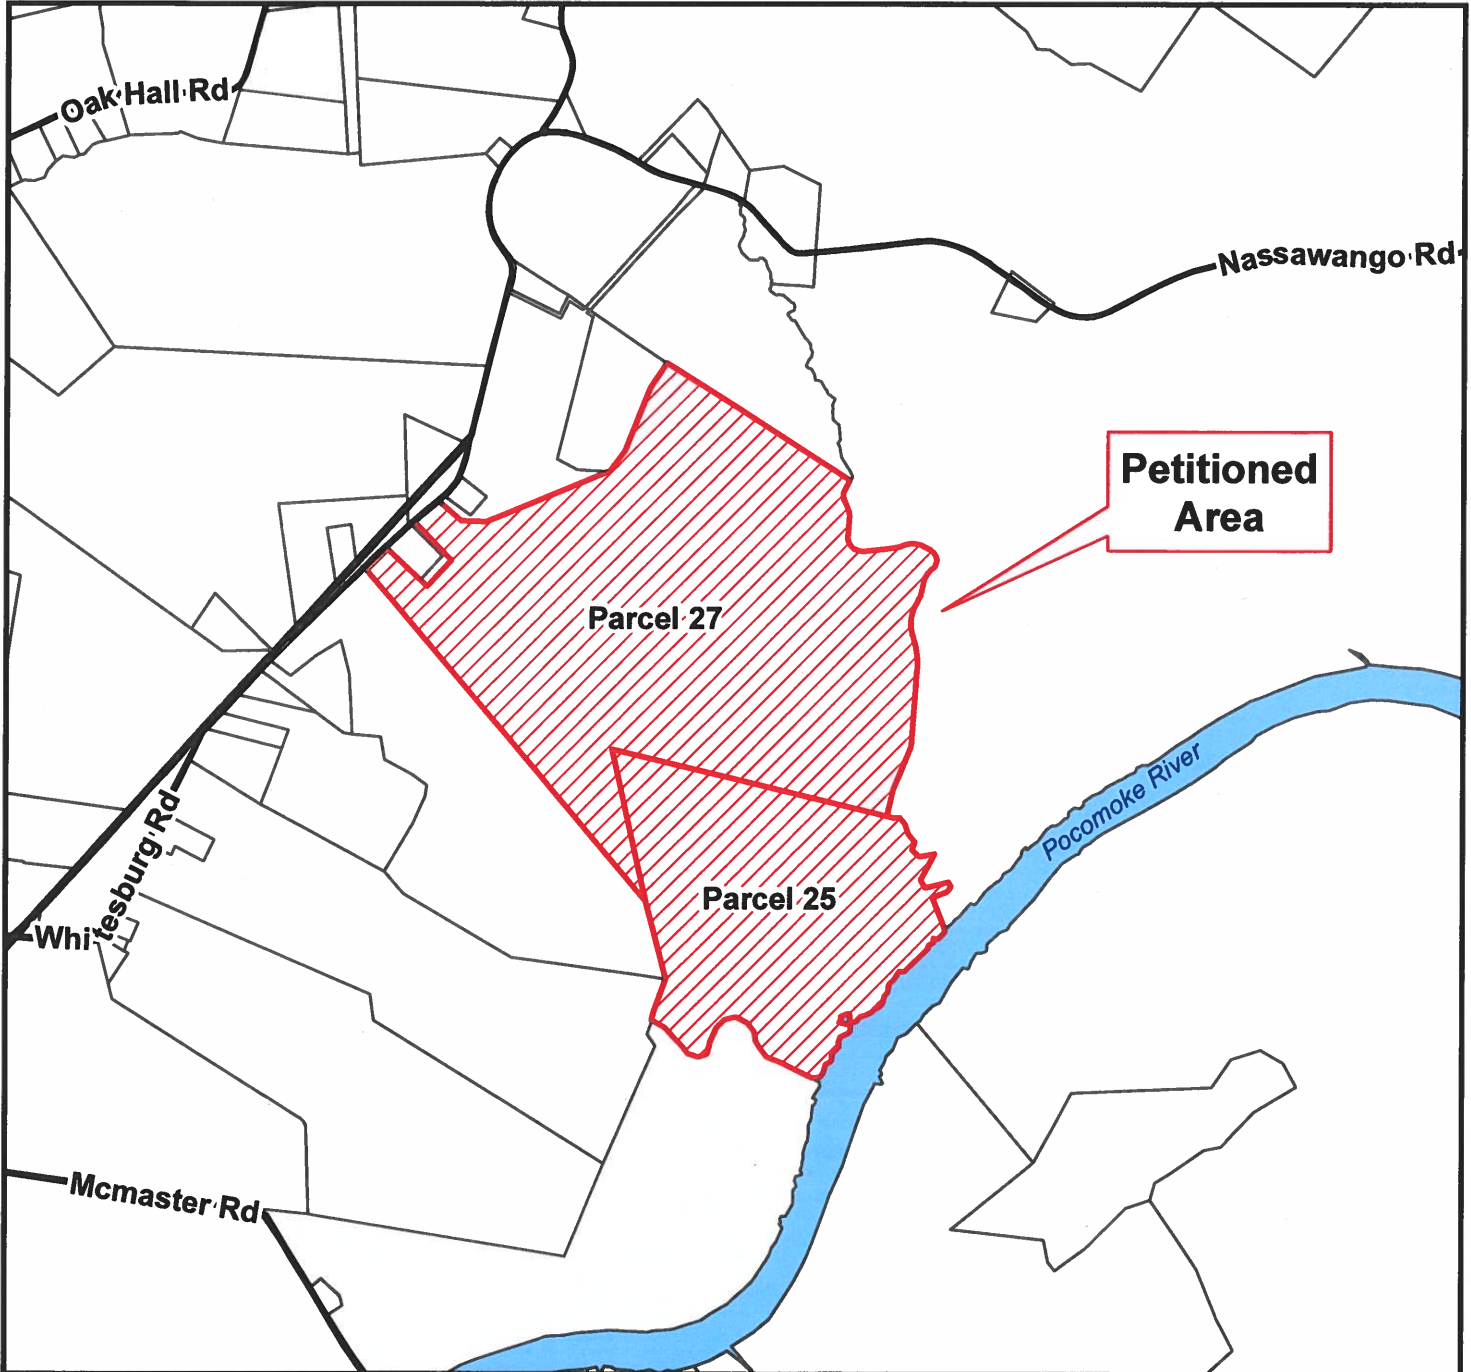 Oak Hall Rd
Nassawango Rd
Petitioned
Area
Parcel 27
Pocomoke River
Parcel 25
Whitesburg Rd
Mcmaster Rd